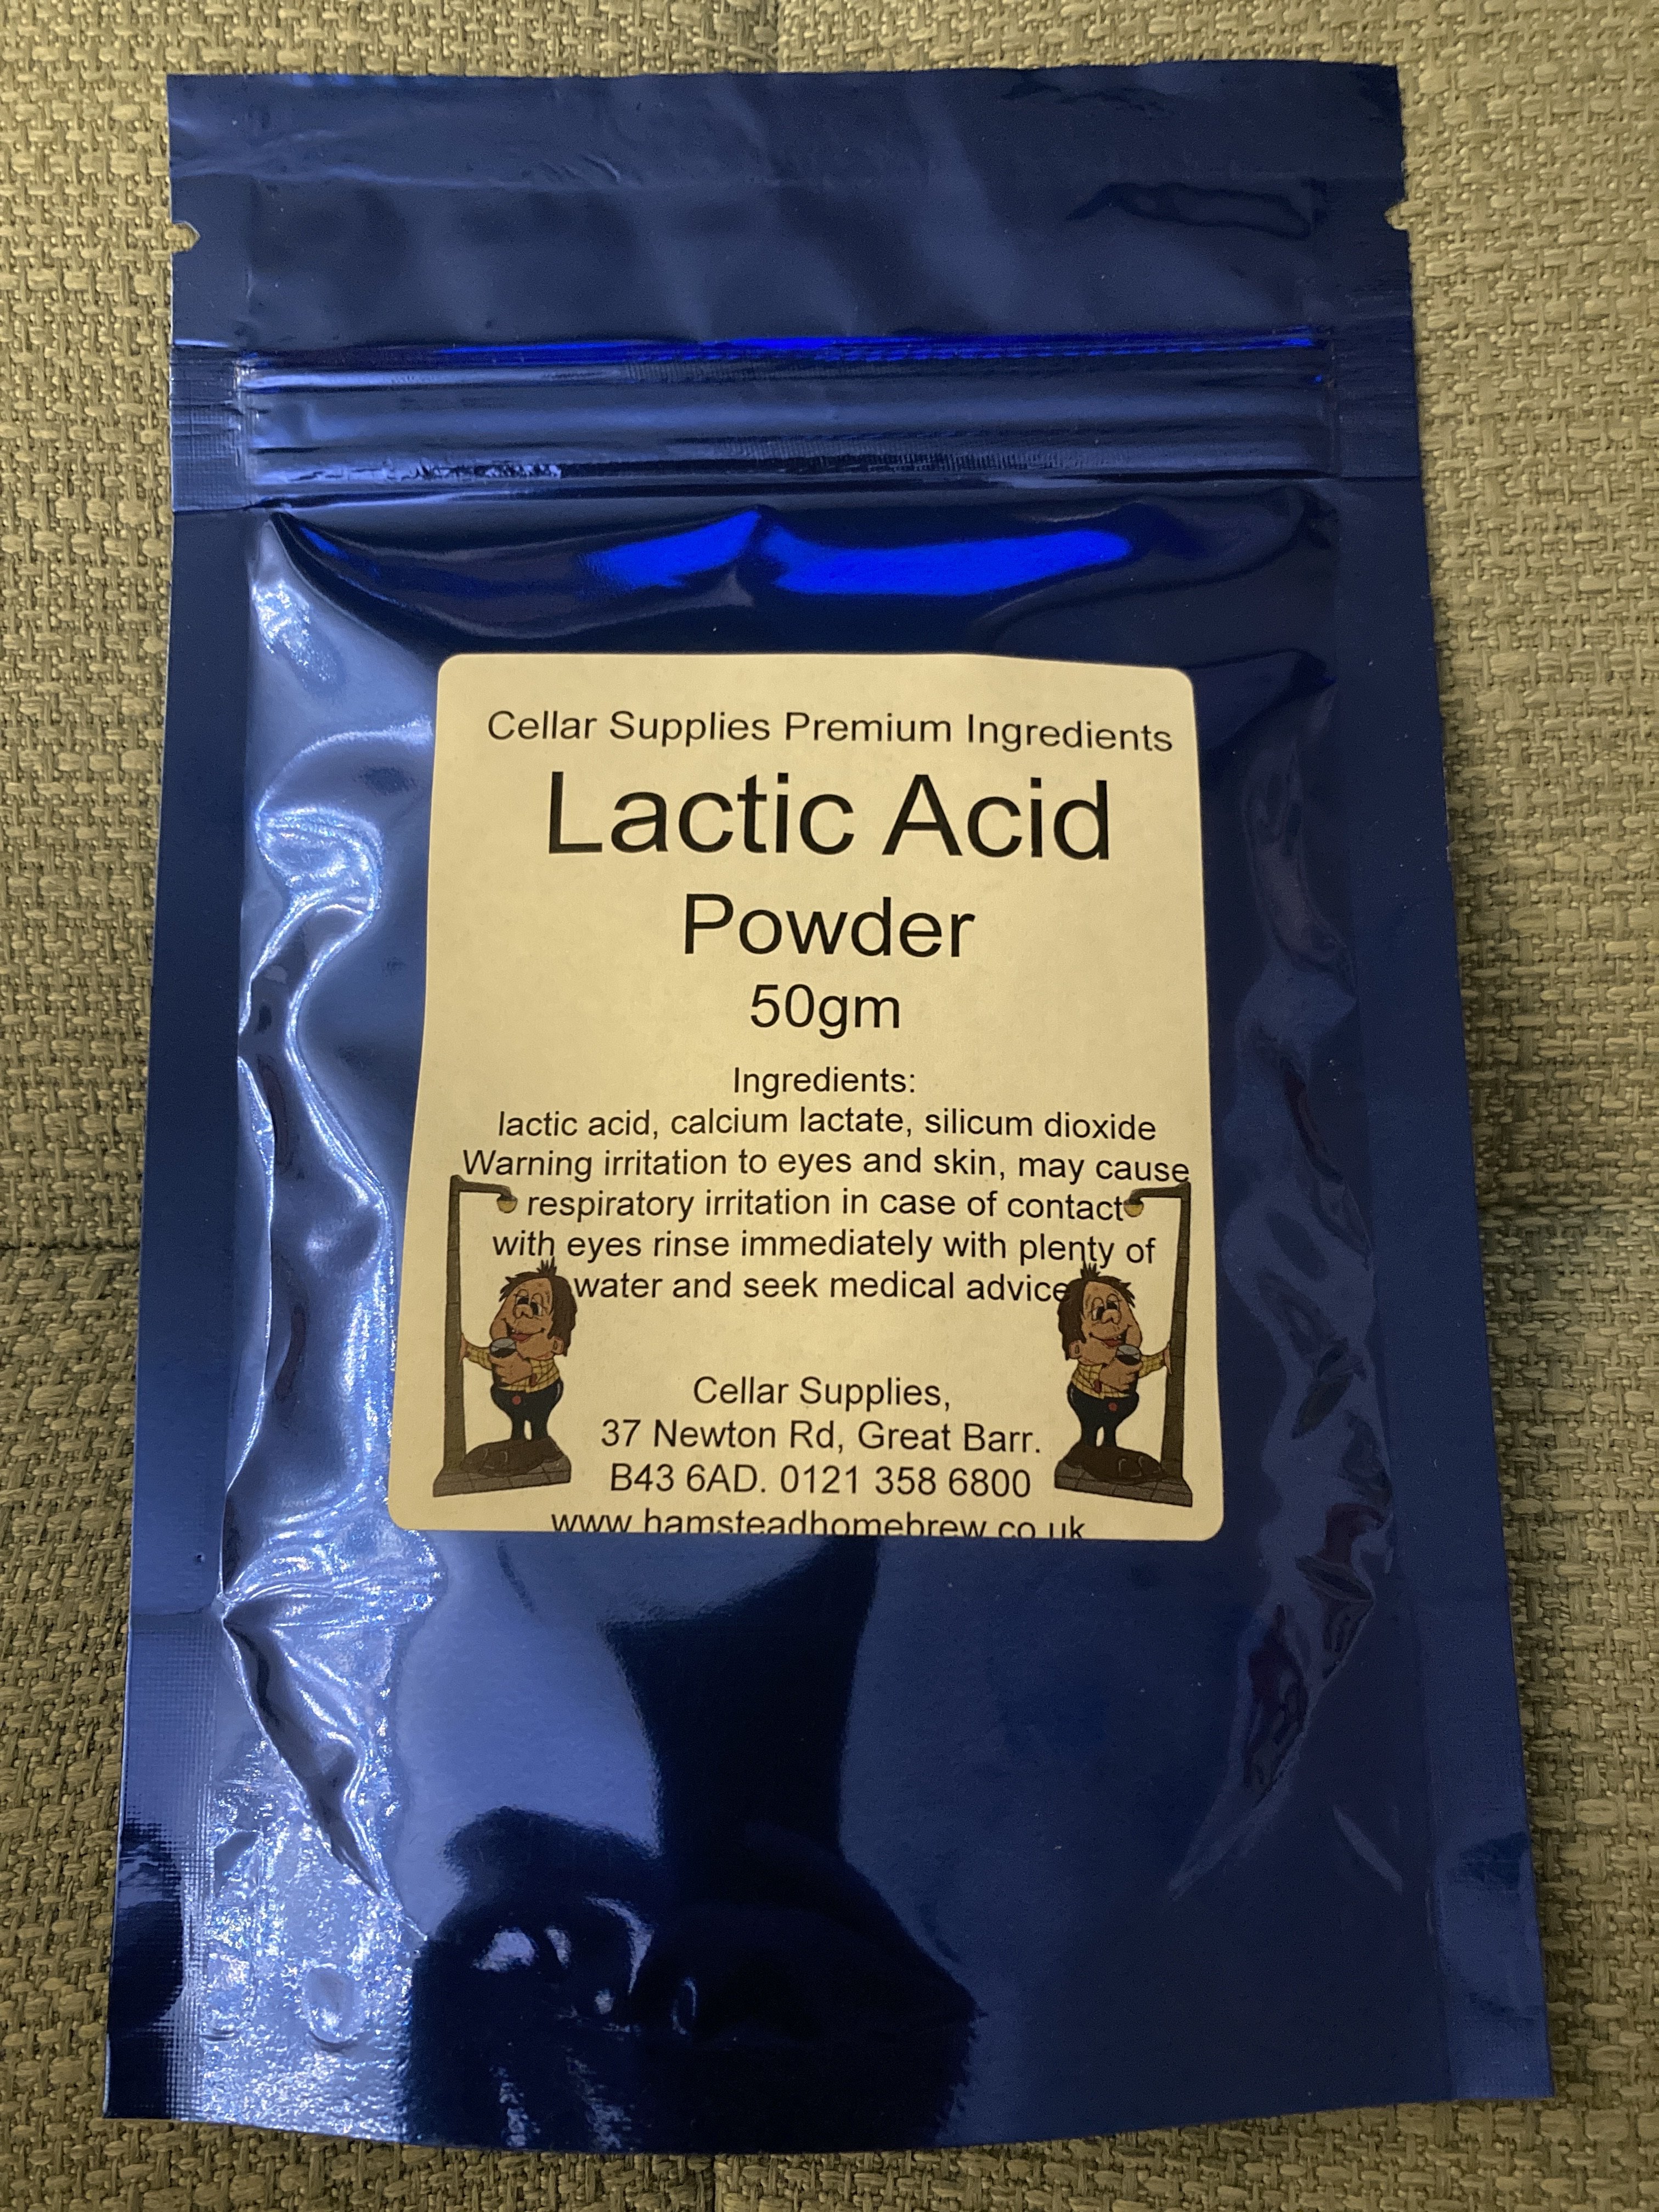 Cellar Supplies Premium Ingredients
Lactic Acid
Powder
50gm
Ingredients:
lactic acid, calcium lactate, silicum dioxide
Warning irritation to eyes and skin, may cause
respiratory irritation in case of contact
with eyes rinse immediately with plenty of
water and seek medical advice
Cellar Supplies,
37 Newton Rd, Great Barr.
B43 6AD. 0121 358 6800
www.hamsteadhomebrew.co.uk